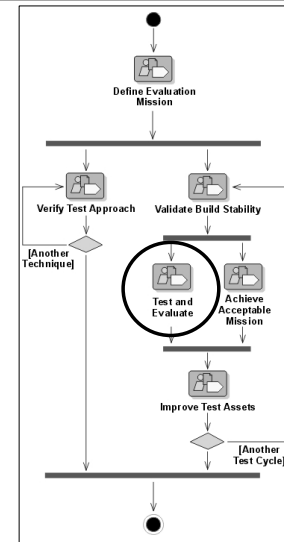 Define Evaluation
Mission
Verify Test Approach
Validate Build Stability
[Another
Technique]
Test and
Evaluate
Achieve
Acceptable
Mission
Improve Test Assets
[Another
Test Cycle]